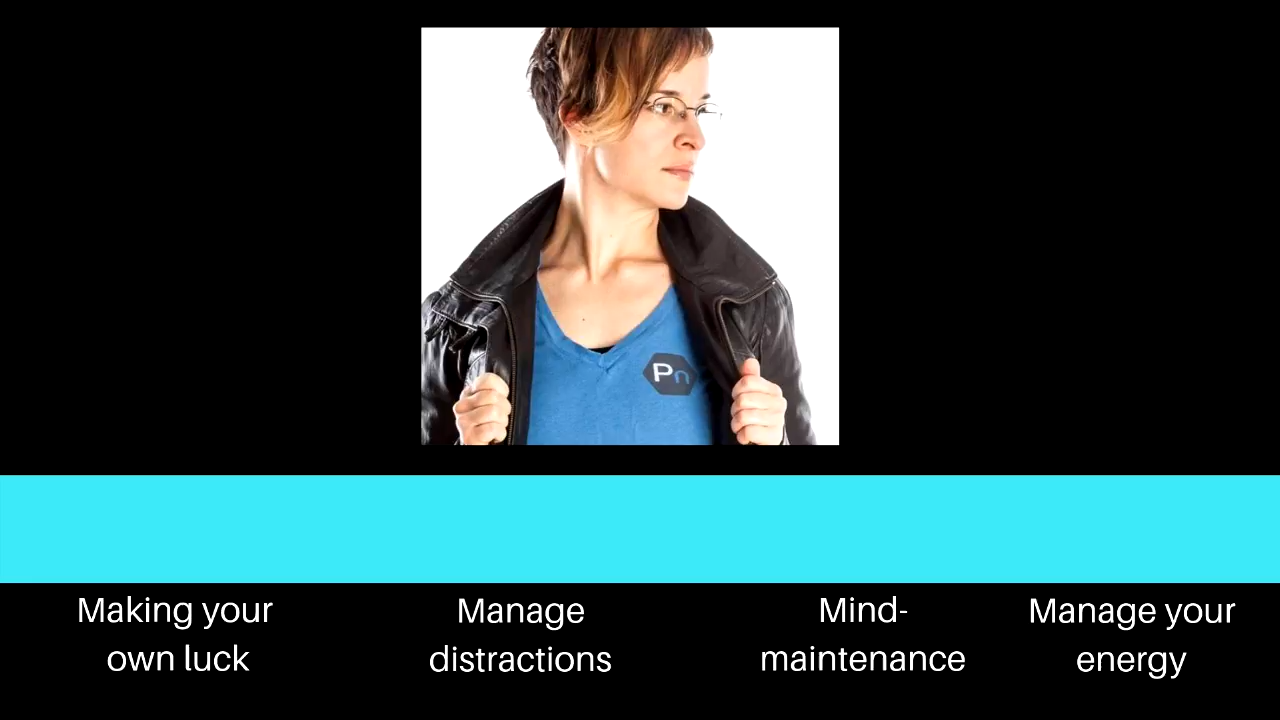 Pn
Making your
own luck
Manage
distractions
Mind-
maintenance
Manage your
energy